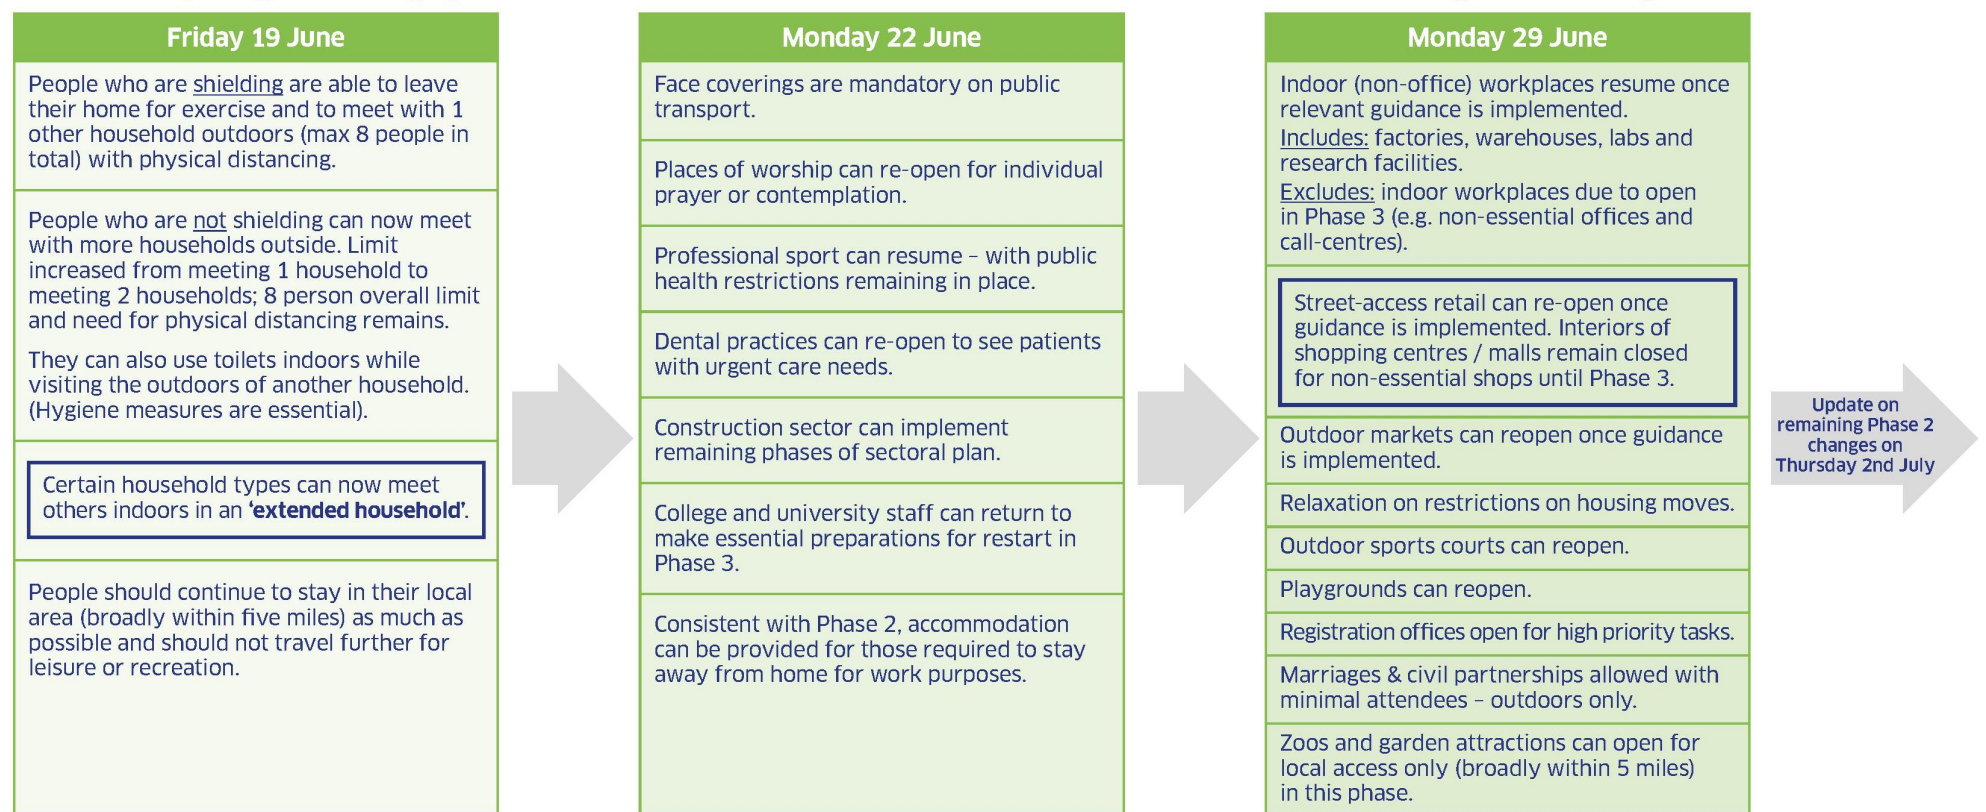 Friday 19 June
People who are shielding are able to leave
their home for exercise and to meet with 1
other household outdoors (max 8 people in
total) with physical distancing.
People who are not shielding can now meet
with more households outside. Limit
increased from meeting 1 household to
meeting 2 households; 8 person overall limit
and need for physical distancing remains.
They can also use toilets indoors while
visiting the outdoors of another household.
(Hygiene measures are essential).
Certain household types can now meet
others indoors in an ‘extended household’.
People should continue to stay in their local
area (broadly within five miles) as much as
possible and should not travel further for
leisure or recreation.
Monday 22 June
Face coverings are mandatory on public
transport.
Places of worship can re-open for individual
prayer or contemplation.
Professional sport can resume – with public
health restrictions remaining in place.
Dental practices can re-open to see patients
with urgent care needs.
Construction sector can implement
remaining phases of sectoral plan.
College and university staff can return to
make essential preparations for restart in
Phase 3.
Consistent with Phase 2, accommodation
can be provided for those required to stay
away from home for work purposes.
Monday 29 June
Indoor (non-office) workplaces resume once
relevant guidance is implemented.
Includes: factories, warehouses, labs and
research facilities.
Excludes: indoor workplaces due to open
in Phase 3 (e.g. non-essential offices and
call-centres).
Street-access retail can re-open once
guidance is implemented. Interiors of
shopping centres / malls remain closed
for non-essential shops until Phase 3.
Outdoor markets can reopen once guidance
is implemented.
Relaxation on restrictions on housing moves.
Outdoor sports courts can reopen.
Playgrounds can reopen.
Registration offices open for high priority tasks.
Marriages & civil partnerships allowed with
minimal attendees – outdoors only.
Zoos and garden attractions can open for
local access only (broadly within 5 miles)
in this phase.
Update on
remaining Phase 2
changes on
Thursday 2nd July